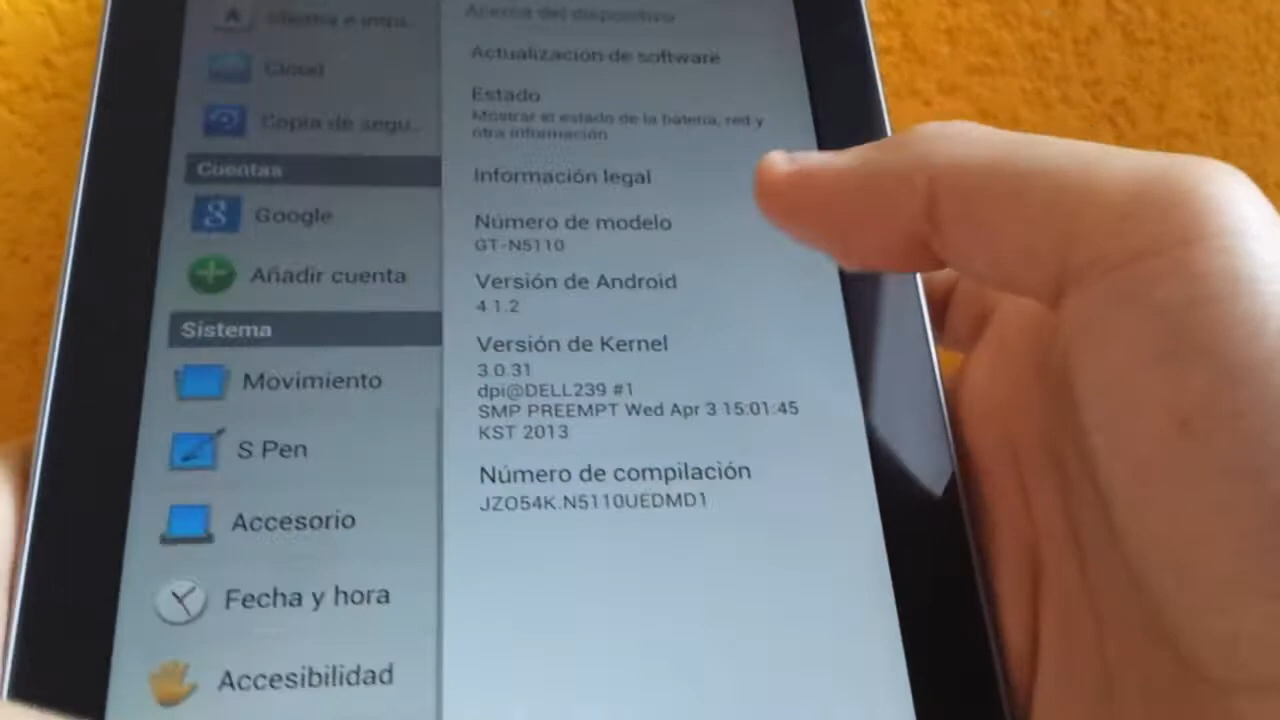 Cloud
Copia de segu...
Cuentas
Google
Añadir cuenta
Sistema
Movimiento
S Pen
Accesorio
Fecha y hora
Accesibilidad
Acerca del dispositivo
Actualización de software
Estado
Mostrar el estado de la batería, red y
otra información
Información legal
Número de modelo
GT-N5110
Versión de Android
4.1.2
Versión de Kernel
3.0.31
dpi@DELL239 #1
SMP PREEMPT Wed Apr 3 15:01:45
KST 2013
Número de compilación
JZO54K.N5110UEDMD1